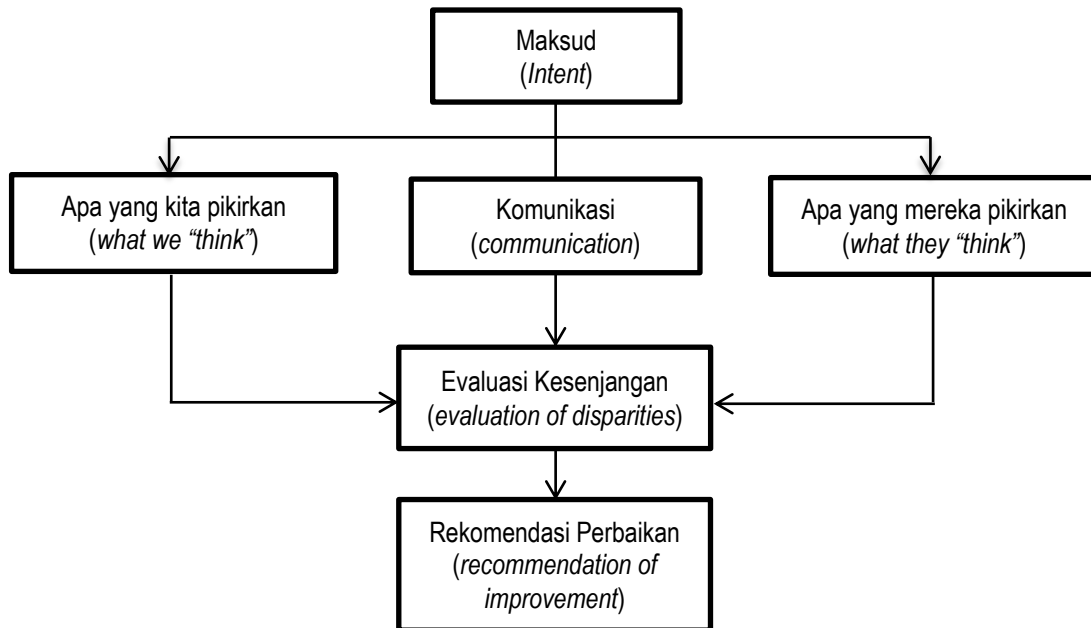 Maksud
(Intent)
Apa yang kita pikirkan
(what we “think”)
Komunikasi
(communication)
Apa yang mereka pikirkan
(what they “think”)
Evaluasi Kesenjangan
(evaluation of disparities)
Rekomendasi Perbaikan
(recommendation of
improvement)